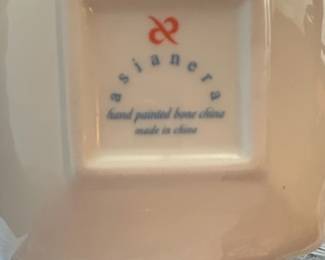 asianera
hand painted bone china
made in china